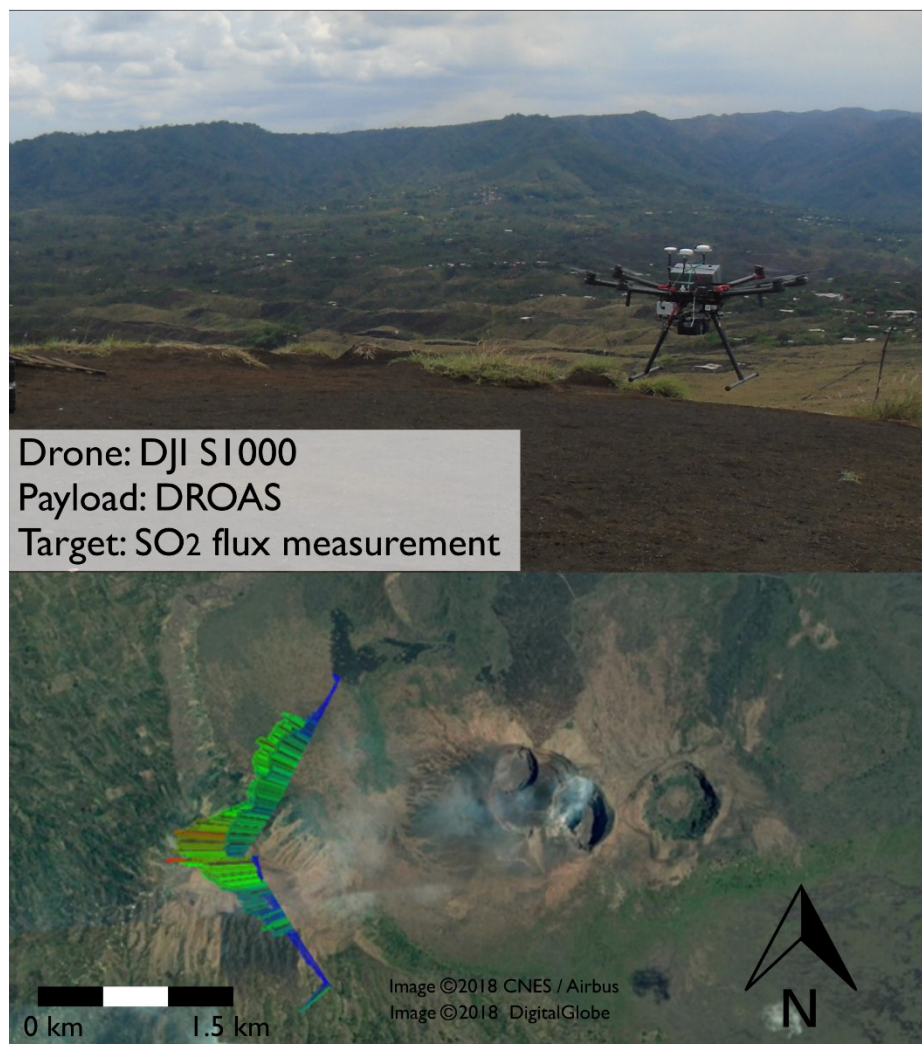 Drone: DJI S1000
Payload: DROAS
Target: SO2 flux measurement
Image ©2018 CNES / Airbus
Image ©2018 DigitalGlobe
N
0 km 1.5 km